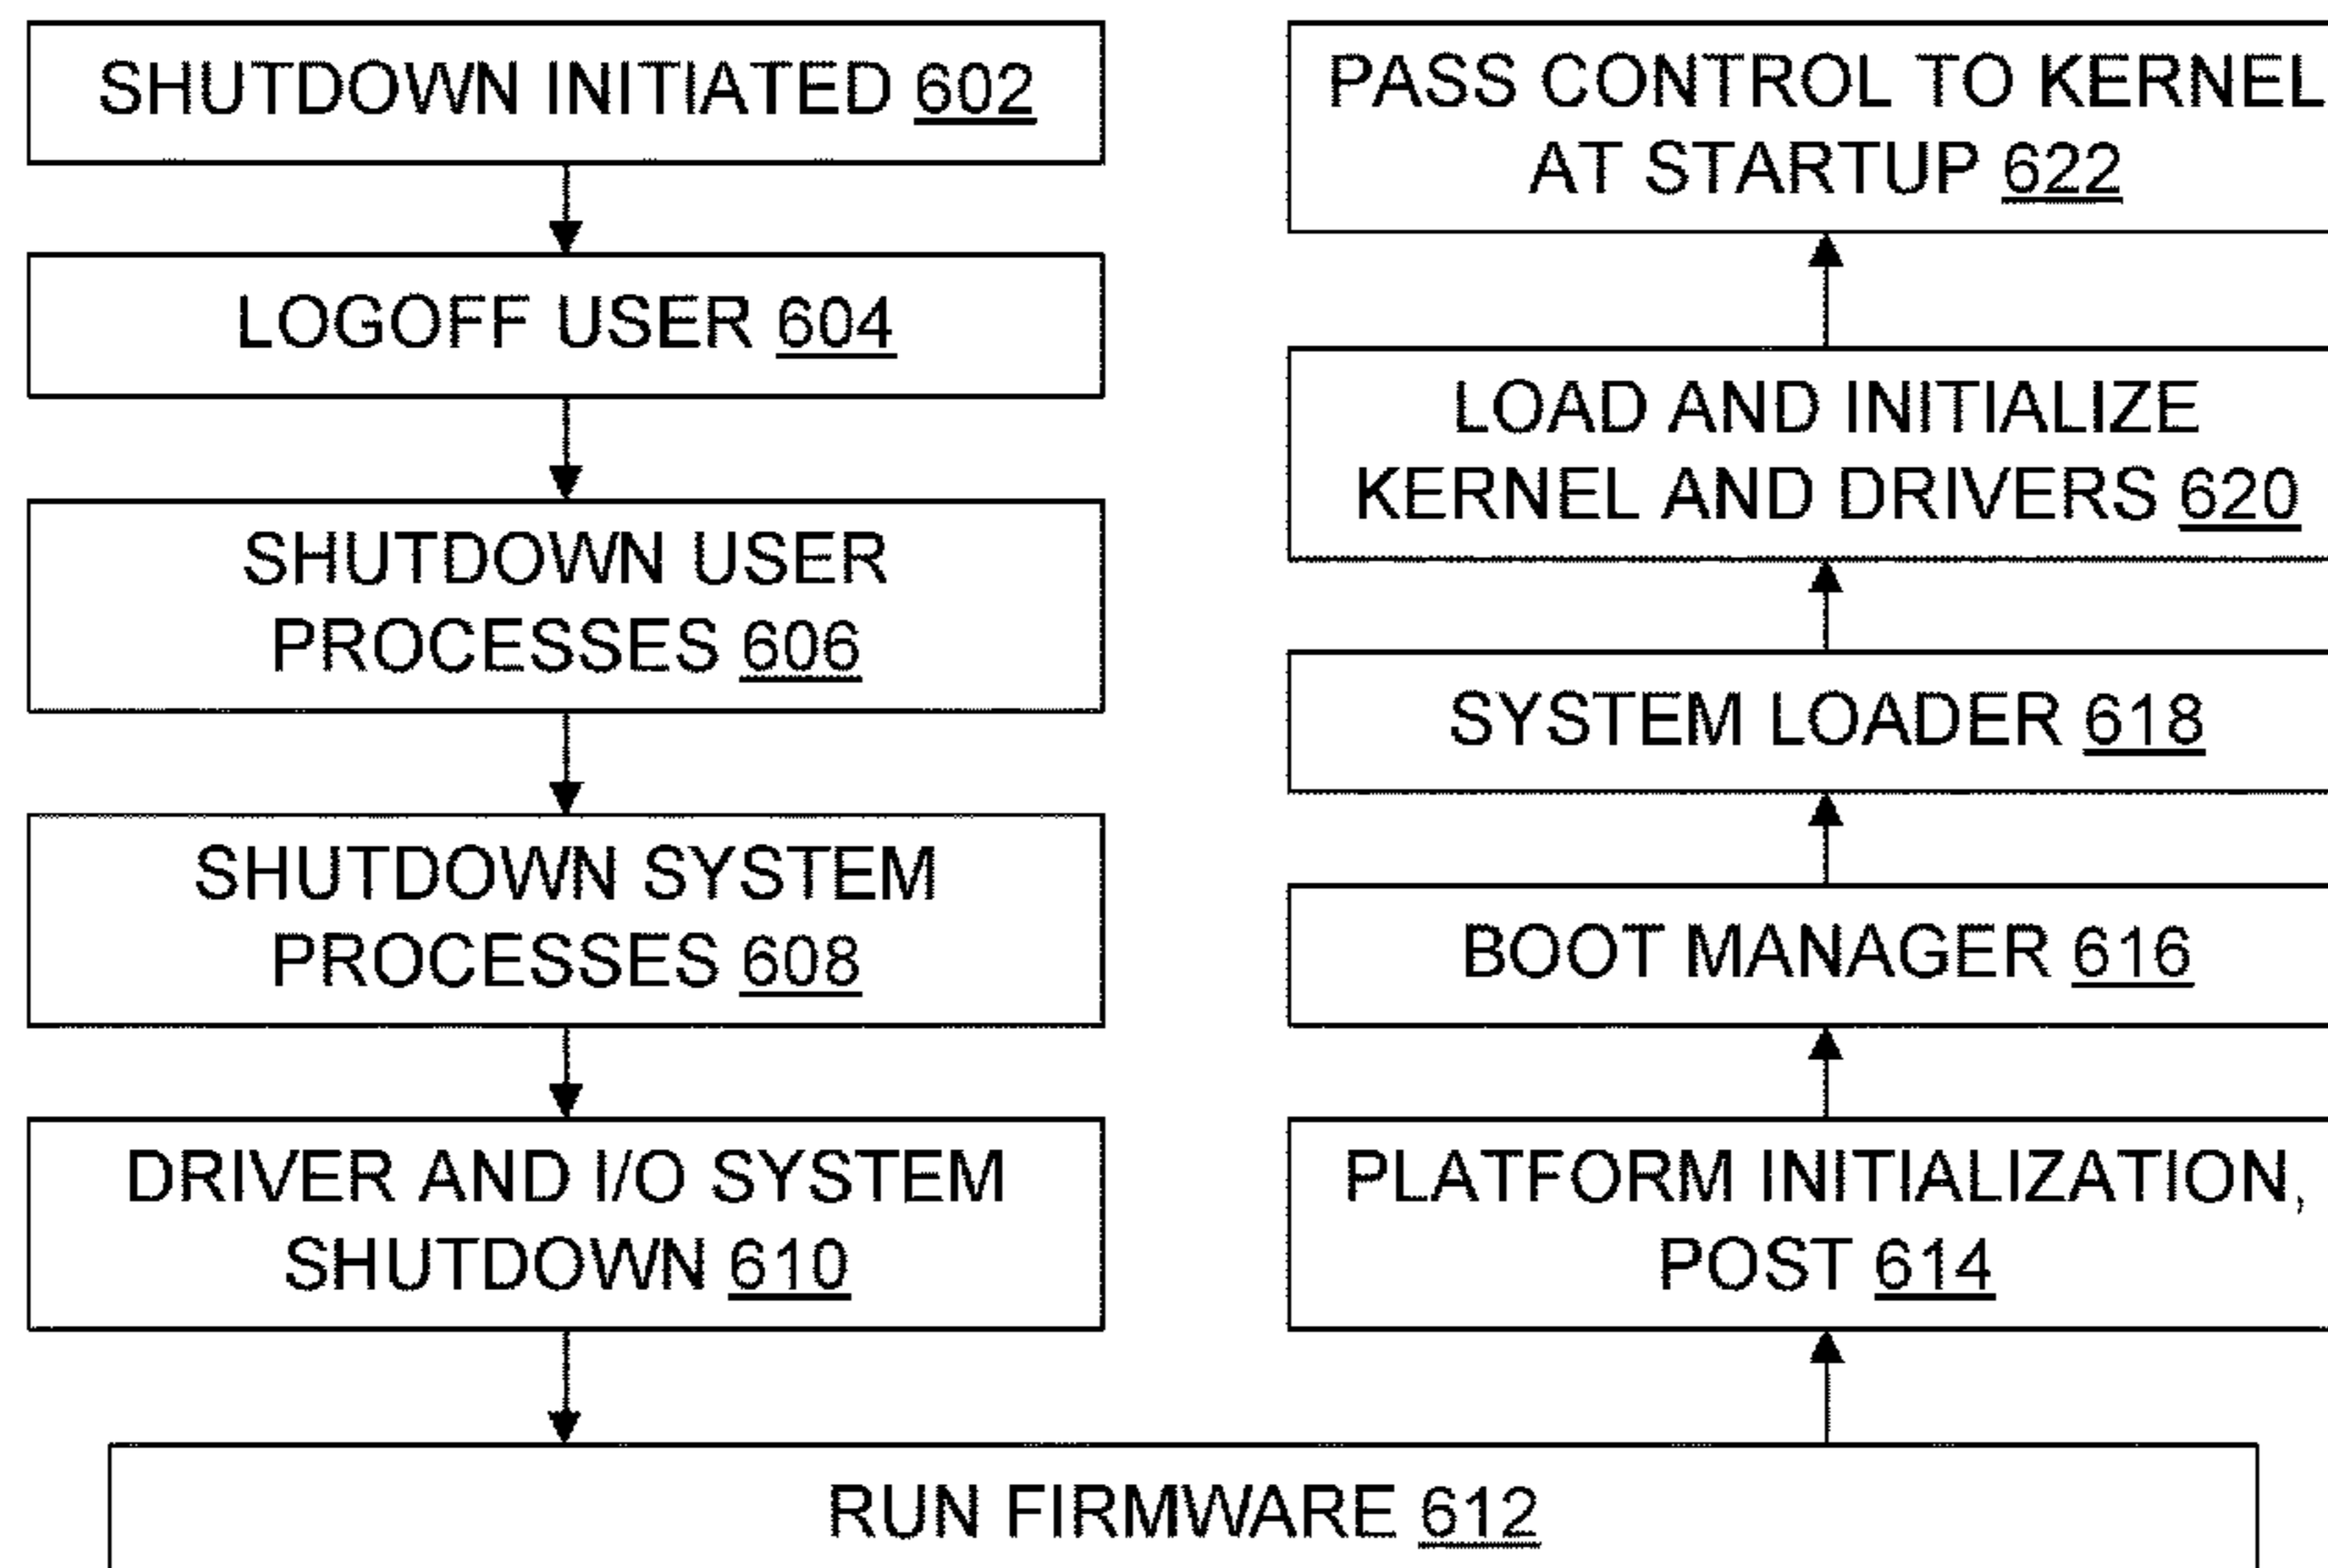 SHUTDOWN INITIATED 602
LOGOFF USER 604
SHUTDOWN USER
PROCESSES 606
SHUTDOWN SYSTEM
PROCESSES 608
DRIVER AND I/O SYSTEM
SHUTDOWN 610
RUN FIRMWARE 612
PLATFORM INITIALIZATION,
POST 614
BOOT MANAGER 616
SYSTEM LOADER 618
LOAD AND INITIALIZE
KERNEL AND DRIVERS 620
PASS CONTROL TO KERNEL
AT STARTUP 622